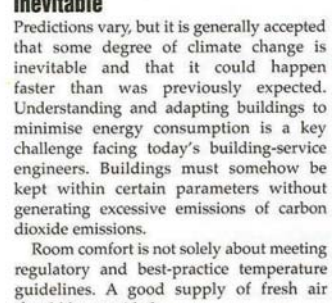 inevitable
Predictions vary, but it is generally accepted
that some degree of climate change is
inevitable and that it could happen
faster than was previously expected.
Understanding and adapting buildings to
minimise energy consumption is a key
challenge facing today's building-service
engineers. Buildings must somehow be
kept within certain parameters without
generating excessive emissions of carbon
dioxide emissions.
Room comfort is not solely about meeting
regulatory and best-practice temperature
guidelines. A good supply of fresh air